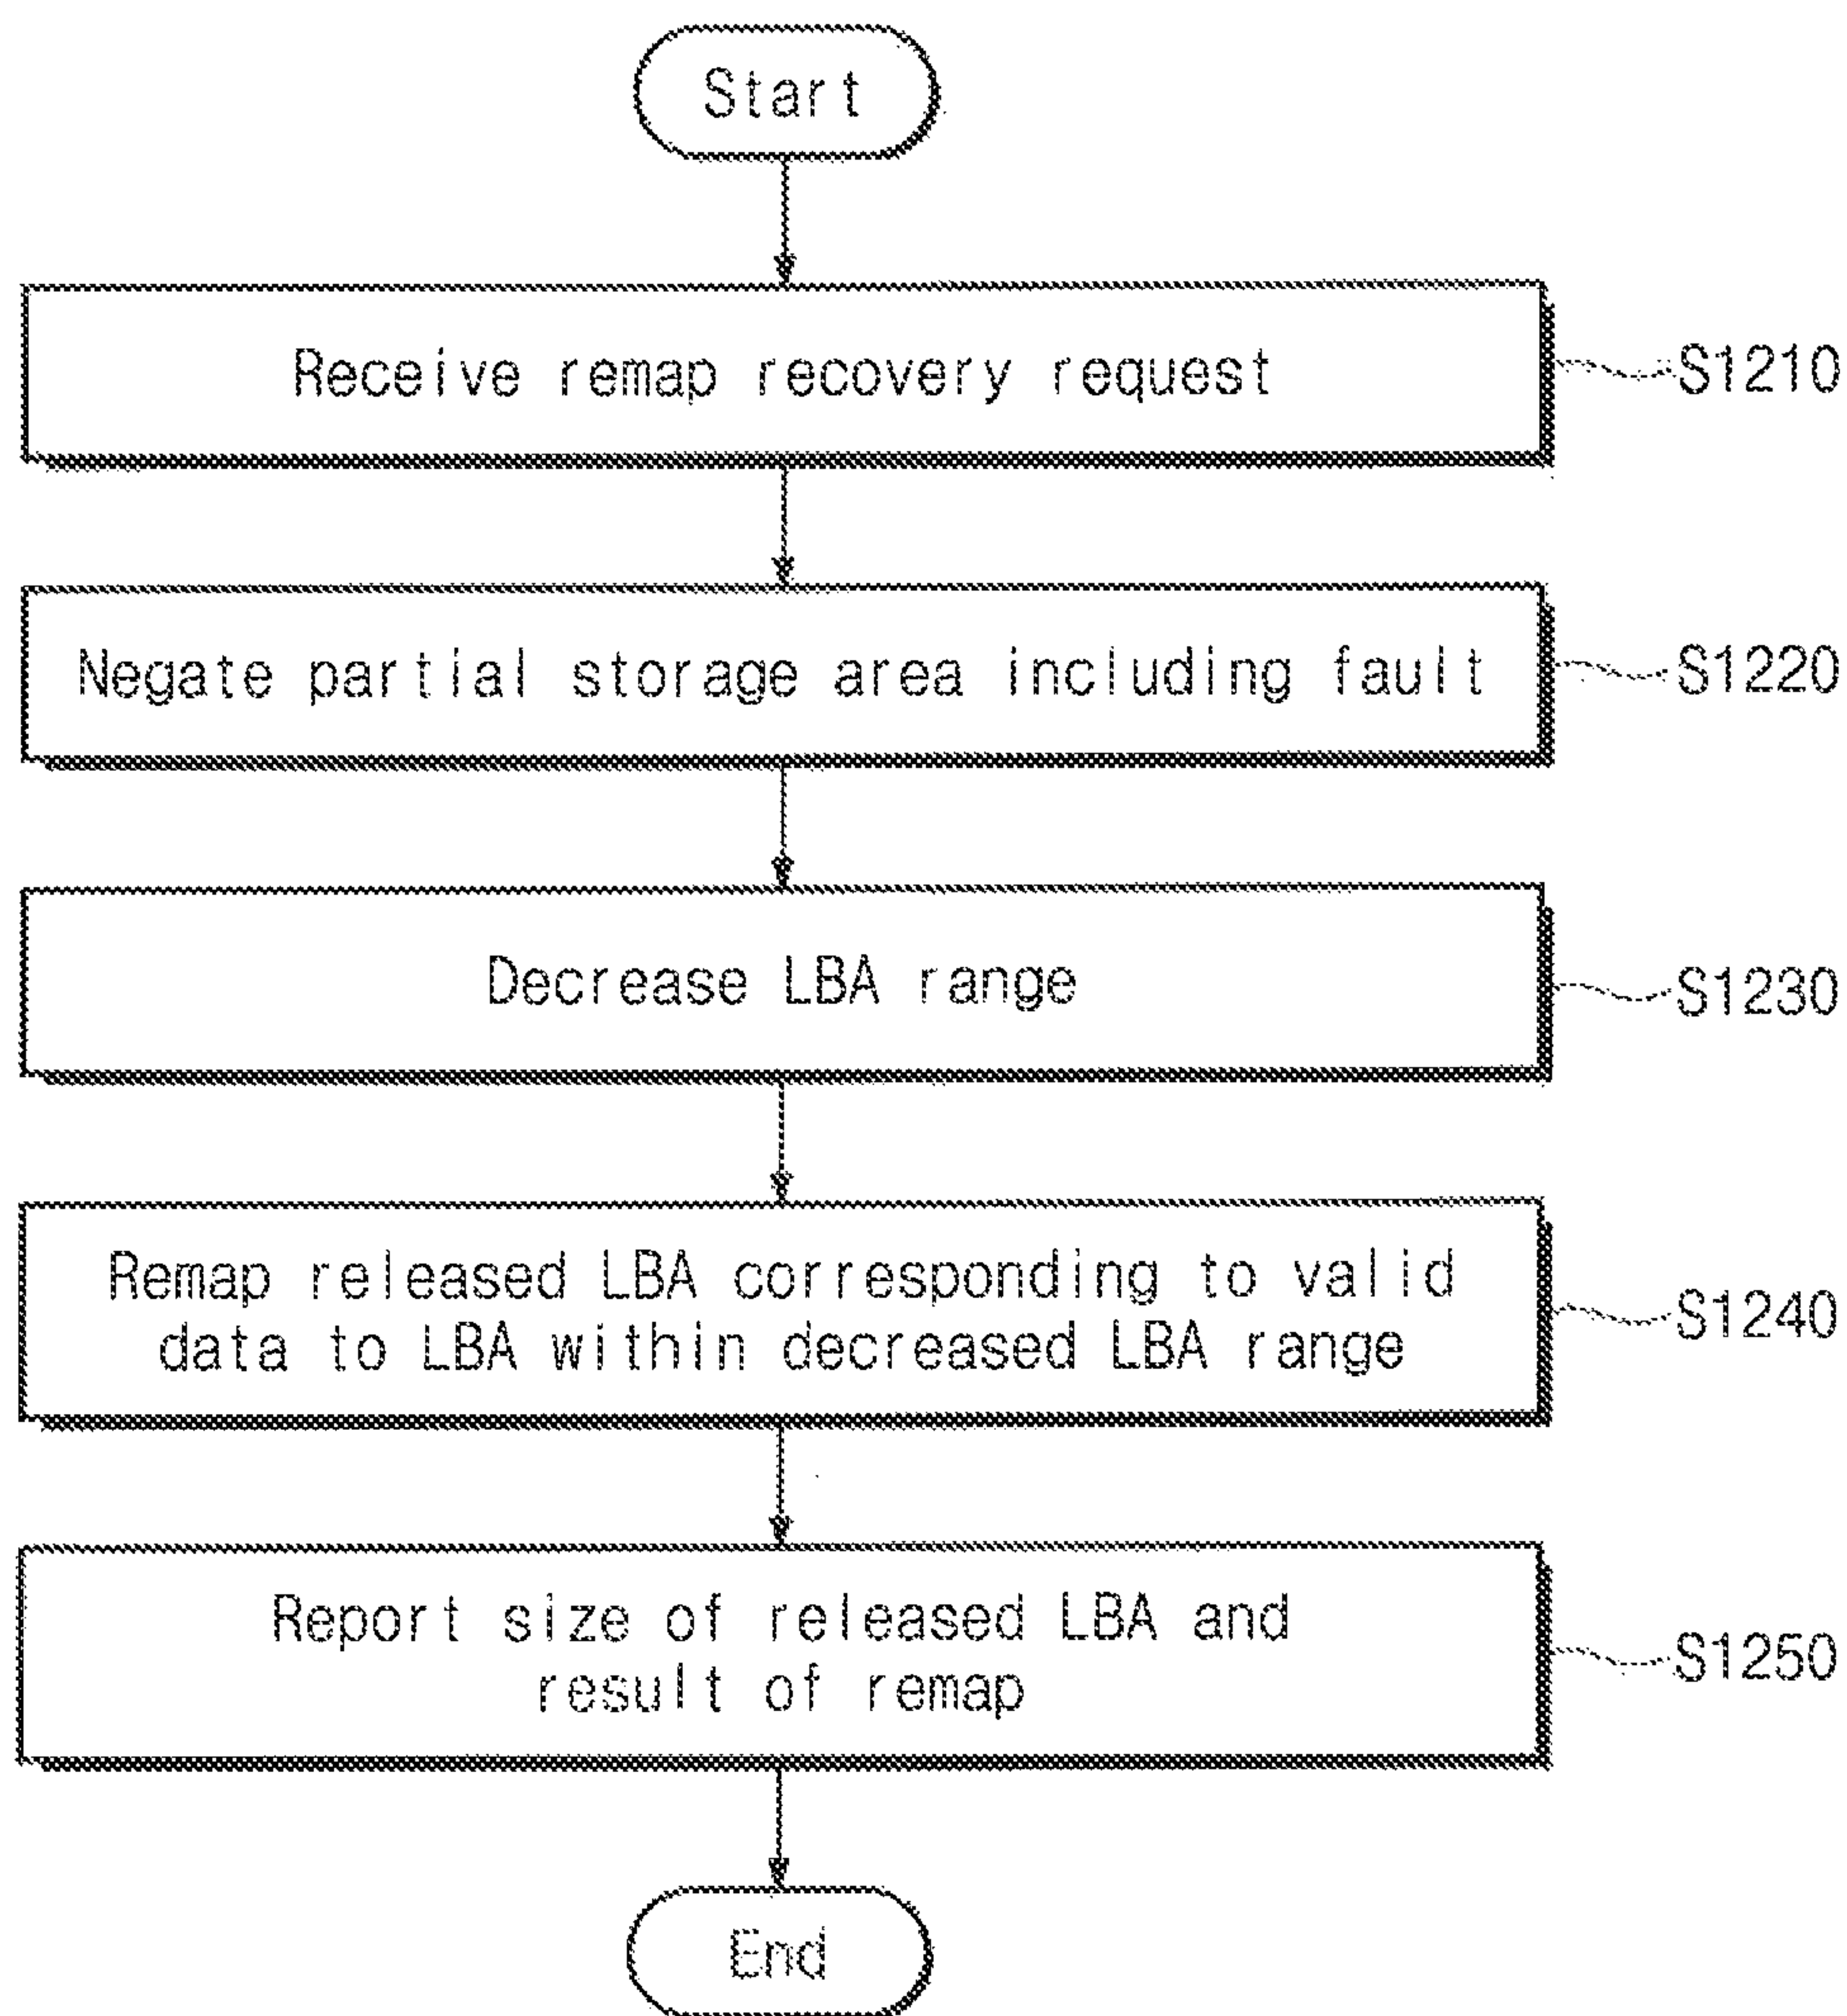 Start
Receive remap recovery request
S1210
Negate partial storage area including fault
S1220
Decrease LBA range
S1230
Remap released LBA corresponding to valid
data to LBA within decreased LBA range
S1240
Report size of released LBA and
result of remap
S1250
End